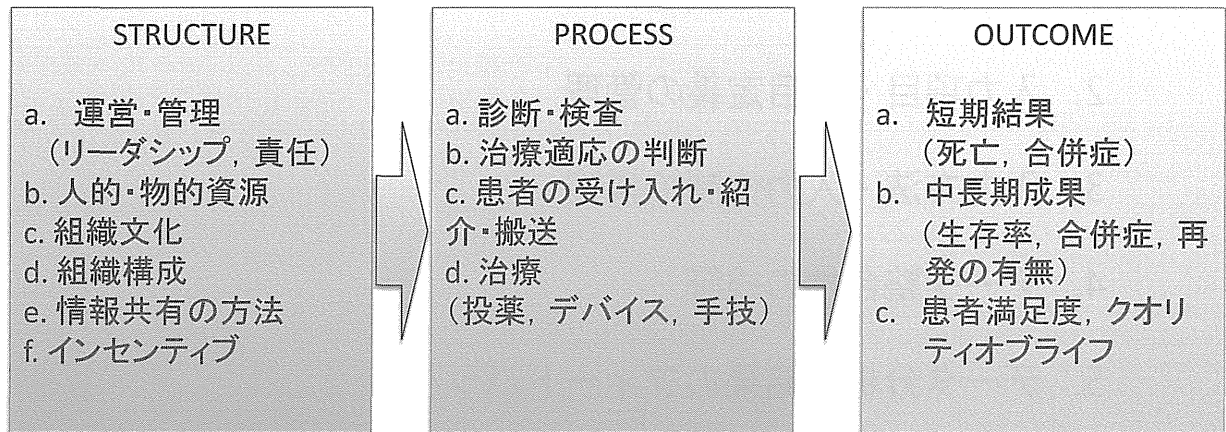 STRUCTURE
a. 運営・管理
(リーダシップ, 責任)
b. 人的・物的資源
c. 組織文化
d. 組織構成
e. 情報共有の方法
f. インセンティブ
PROCESS
a. 診断・検査
b. 治療適応の判断
c. 患者の受け入れ・紹
介・搬送
d. 治療
(投薬, デバイス, 手技)
OUTCOME
a. 短期結果
(死亡, 合併症)
b. 中長期成果
(生存率, 合併症, 再
発の有無)
c. 患者満足度, クオリ
ティオブライフ